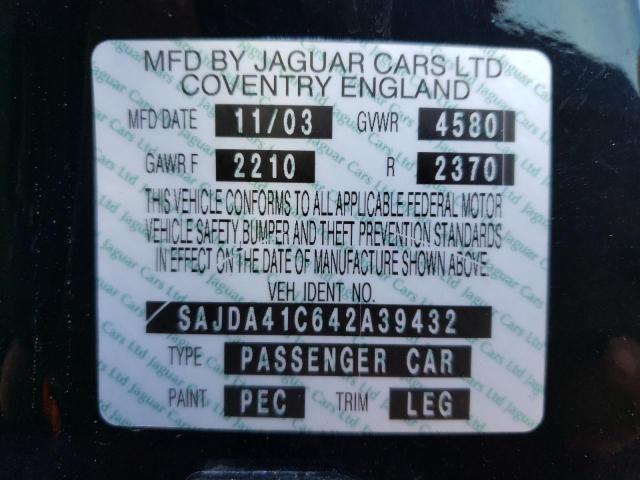 MFD BY JAGUAR CARS LTD
COVENTRY ENGLAND
MFD DATE 11/03 GVWR 4580
GAWR F 2210 R 2370
THIS VEHICLE CONFORMS TO ALL APPLICABLE FEDERAL MOTOR
VEHICLE SAFETY,BUMPER AND THEFT PREVENTION STANDARDS
IN EFFECT ON THE DATE OF MANUFACTURE SHOWN ABOVE.
VEH IDENT NO.
SAJDA41C642A39432
TYPE PASSENGER CAR
PAINT PEC TRIM LEG